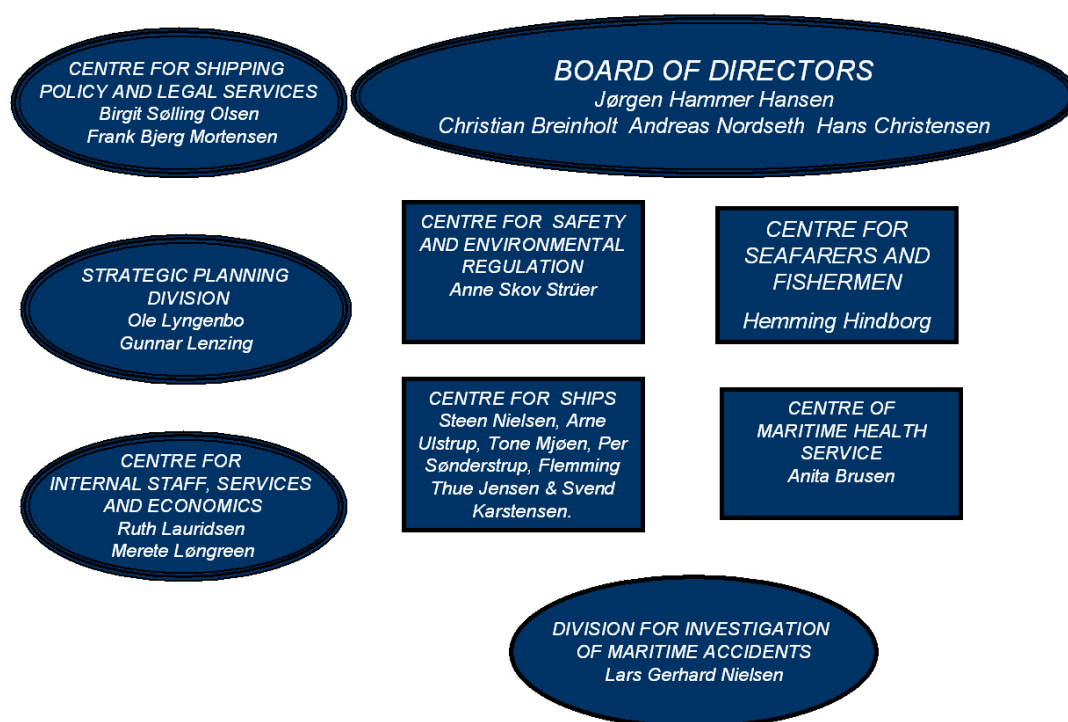 CENTRE FOR SHIPPING
POLICY AND LEGAL SERVICES
Birgit Sølling Olsen
Frank Bjerg Mortensen
BOARD OF DIRECTORS
Jørgen Hammer Hansen
Christian Breinholt Andreas Nordseth Hans Christensen
STRATEGIC PLANNING
DIVISION
Ole Lyngenbo
Gunnar Lenzing
CENTRE FOR SAFETY
AND ENVIRONMENTAL
REGULATION
Anne Skov Strüer
CENTRE FOR
SEAFARERS AND
FISHERMEN
Hemming Hindborg
CENTRE FOR
INTERNAL STAFF, SERVICES
AND ECONOMICS
Ruth Lauridsen
Merete Løngreen
CENTRE FOR SHIPS
Steen Nielsen, Arne
Ulstrup, Tone Mjøen, Per
Sønderstrup, Flemming
Thue Jensen & Svend
Karstensen.
CENTRE OF
MARITIME HEALTH
SERVICE
Anita Brusen
DIVISION FOR INVESTIGATION
OF MARITIME ACCIDENTS
Lars Gerhard Nielsen